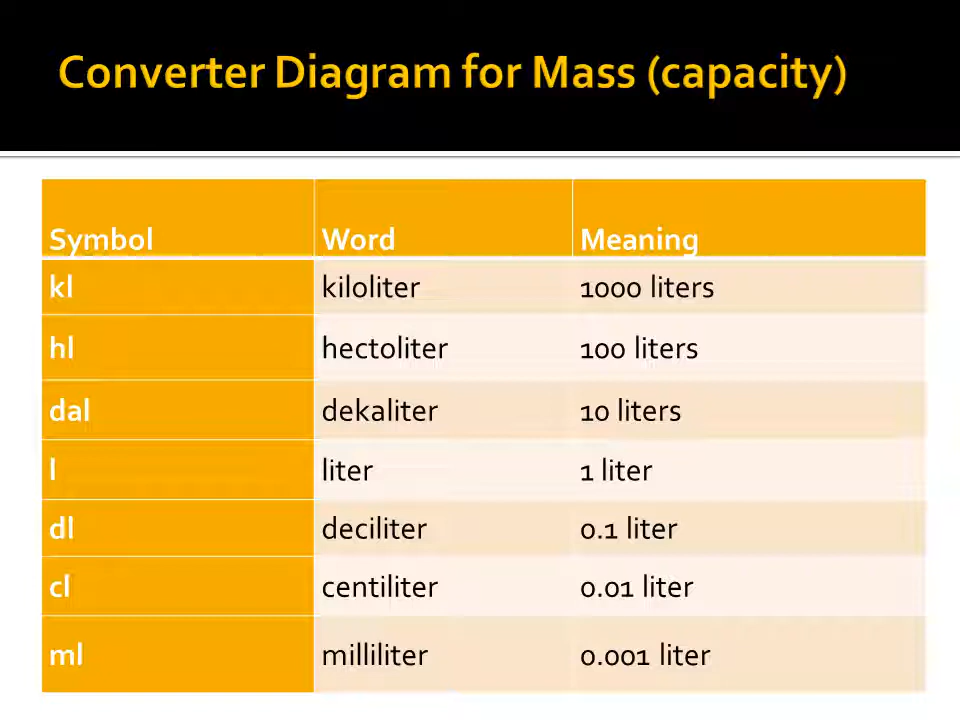 Converter Diagram for Mass (capacity)
Symbol Word Meaning
kl kiloliter 1000 liters
hl hectoliter 100 liters
dal dekaliter 10 liters
l liter 1 liter
dl deciliter 0.1 liter
cl centiliter 0.01 liter
ml milliliter 0.001 liter